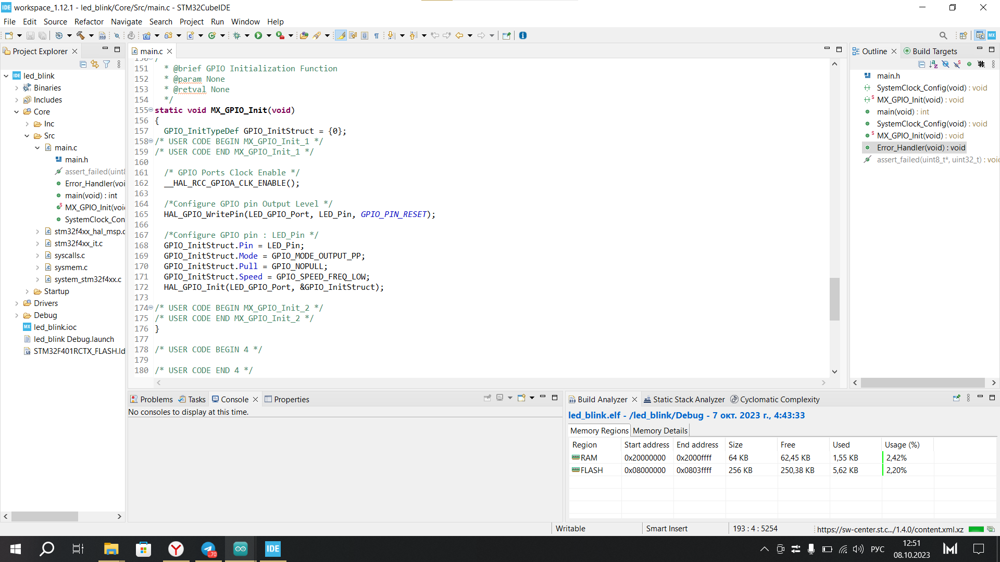 workspace_1.12.1 - led_blink/Core/Src/main.c - STM32CubeIDE
File Edit Source Refactor Navigate Search Project Run Window Help
Project Explorer
led_blink
Binaries
Includes
Core
Inc
Src
main.c
main.h
assert_failed(uint8
Error_Handler(voi
main(void) : int
MX_GPIO_Init(voi
SystemClock_Con
stm32f4xx_hal_msp.c
stm32f4xx_it.c
syscalls.c
sysmem.c
system_stm32f4xx.c
Startup
Drivers
Debug
led_blink.ioc
led_blink Debug.launch
STM32F401RCTX_FLASH.ld
main.c
150 /
151 * @brief GPIO Initialization Function
152 * @param None
153 * @retval None
154 */
155 static void MX_GPIO_Init(void)
156 {
157 GPIO_InitTypeDef GPIO_InitStruct = {0};
158 /* USER CODE BEGIN MX_GPIO_Init_1 */
159 /* USER CODE END MX_GPIO_Init_1 */
160
161 /* GPIO Ports Clock Enable */
162 __HAL_RCC_GPIOA_CLK_ENABLE();
163
164 /*Configure GPIO pin Output Level */
165 HAL_GPIO_WritePin(LED_GPIO_Port, LED_Pin, GPIO_PIN_RESET);
166
167 /*Configure GPIO pin : LED_Pin */
168 GPIO_InitStruct.Pin = LED_Pin;
169 GPIO_InitStruct.Mode = GPIO_MODE_OUTPUT_PP;
170 GPIO_InitStruct.Pull = GPIO_NOPULL;
171 GPIO_InitStruct.Speed = GPIO_SPEED_FREQ_LOW;
172 HAL_GPIO_Init(LED_GPIO_Port, &GPIO_InitStruct);
173
174 /* USER CODE BEGIN MX_GPIO_Init_2 */
175 /* USER CODE END MX_GPIO_Init_2 */
176 }
177
178 /* USER CODE BEGIN 4 */
179
180 /* USER CODE END 4 */
Outline Build Targets
main.h
SystemClock_Config(void) : void
MX_GPIO_Init(void) : void
main(void) : int
SystemClock_Config(void) : void
MX_GPIO_Init(void) : void
Error_Handler(void) : void
assert_failed(uint8_t*, uint32_t) : voi
Problems Tasks Console Properties
No consoles to display at this time.
Build Analyzer Static Stack Analyzer Cyclomatic Complexity
led_blink.elf - /led_blink/Debug - 7 окт. 2023 г., 4:43:33
Memory Regions Memory Details
Region Start address End address Size Free Used Usage (%)
RAM 0x20000000 0x2000ffff 64 KB 62,45 KB 1,55 KB 2,42%
FLASH 0x08000000 0x0803ffff 256 KB 250,38 KB 5,62 KB 2,20%
Writable Smart Insert 193 : 4 : 5254 https://sw-center.st.c.../1.4.0/content.xml.xz
..70
IDE
РУС
12:51
08.10.2023